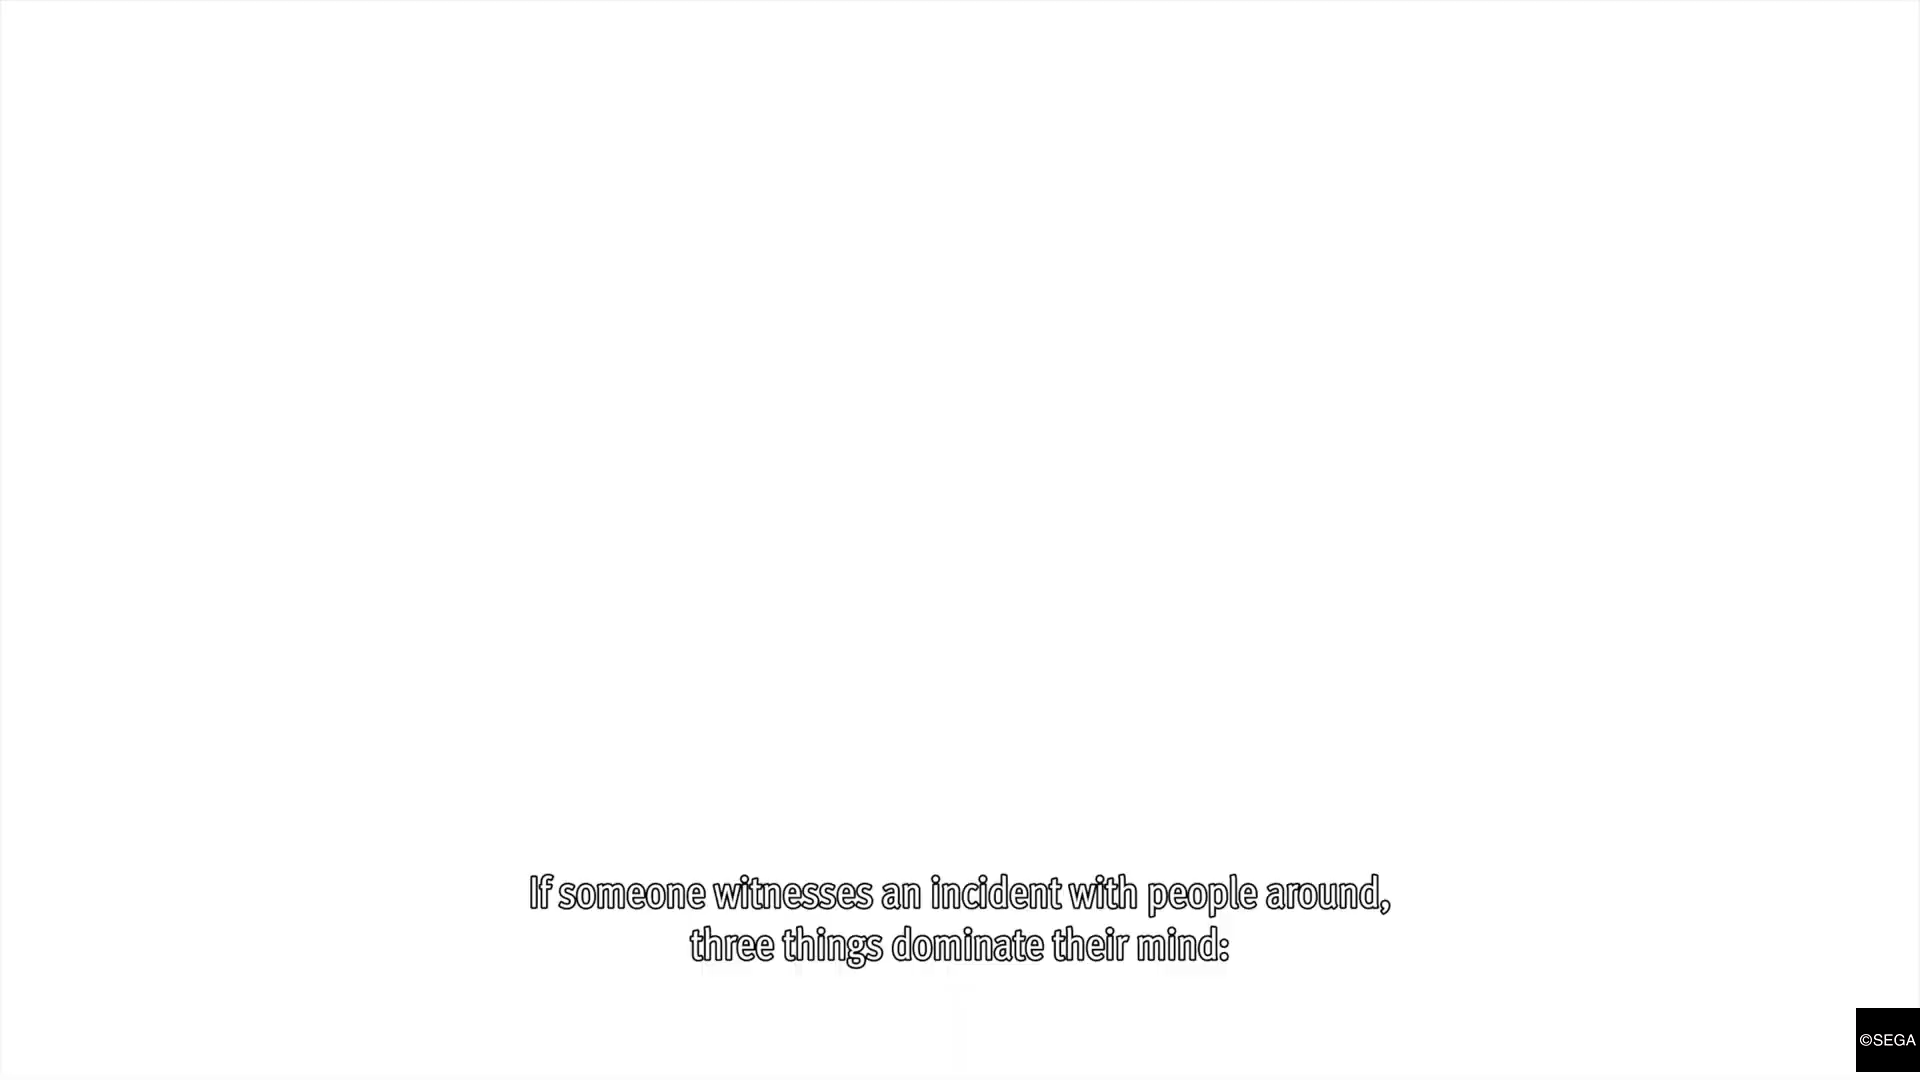 If someone witnesses an incident with people around,
three things dominate their mind:
©SEGA